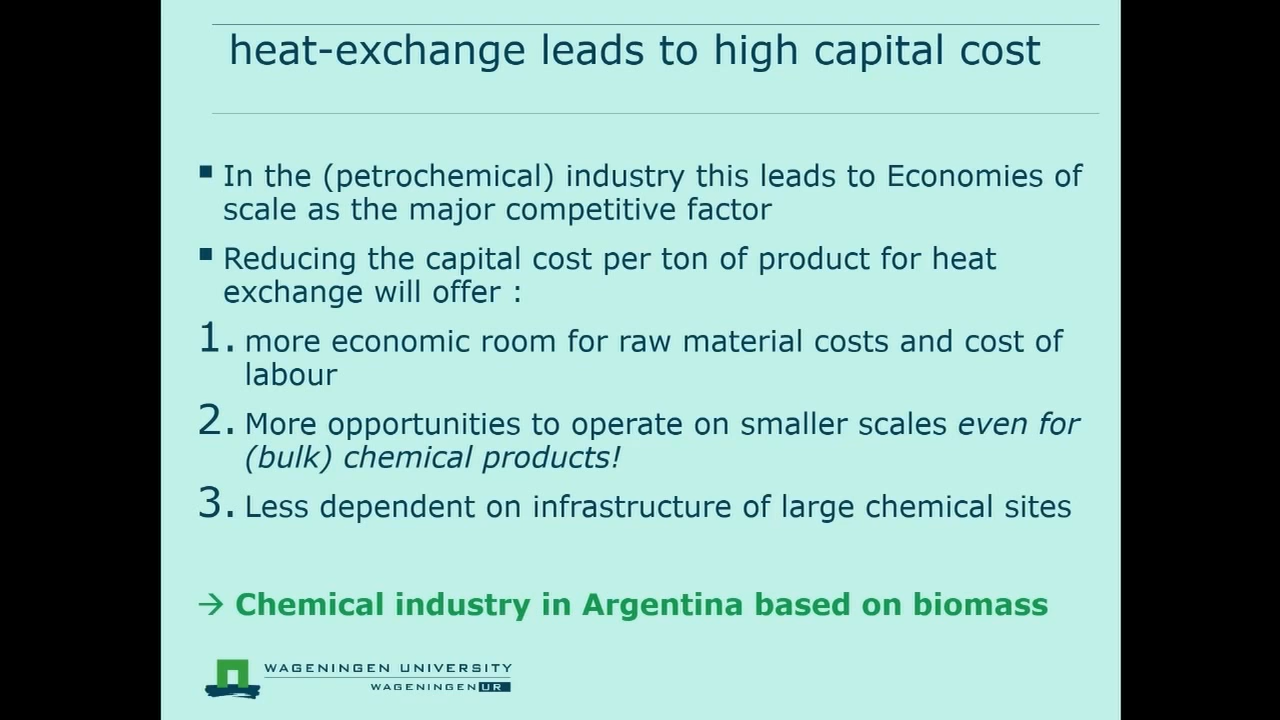 heat-exchange leads to high capital cost
▪ In the (petrochemical) industry this leads to Economies of
scale as the major competitive factor
▪ Reducing the capital cost per ton of product for heat
exchange will offer :
1. more economic room for raw material costs and cost of
labour
2. More opportunities to operate on smaller scales even for
(bulk) chemical products!
3. Less dependent on infrastructure of large chemical sites
→ Chemical industry in Argentina based on biomass
WAGENINGEN UNIVERSITY
WAGENINGEN UR